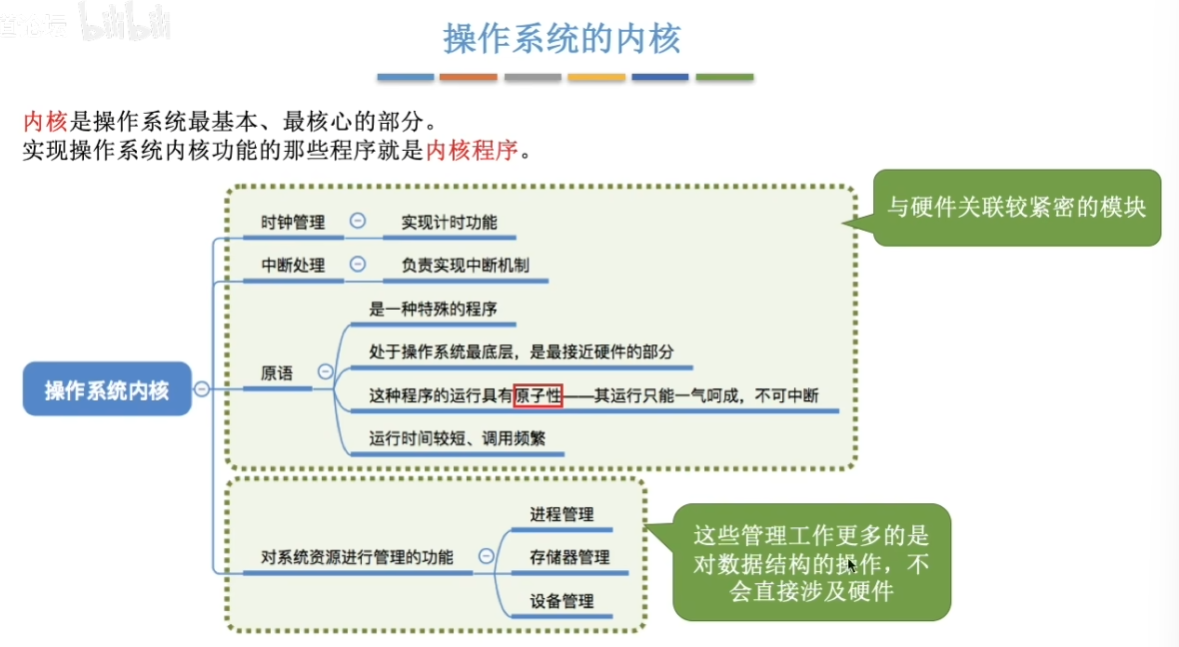 bilibili
操作系统的内核
内核是操作系统最基本、最核心的部分。
实现操作系统内核功能的那些程序就是内核程序。
与硬件关联较紧密的模块
时钟管理
实现计时功能
中断处理
负责实现中断机制
是一种特殊的程序
处于操作系统最底层，是最接近硬件的部分
原语
这种程序的运行具有原子性——其运行只能一气呵成，不可中断
运行时间较短、调用频繁
操作系统内核
对系统资源进行管理的功能
进程管理
存储器管理
设备管理
这些管理工作更多的是
对数据结构的操作，不
会直接涉及硬件